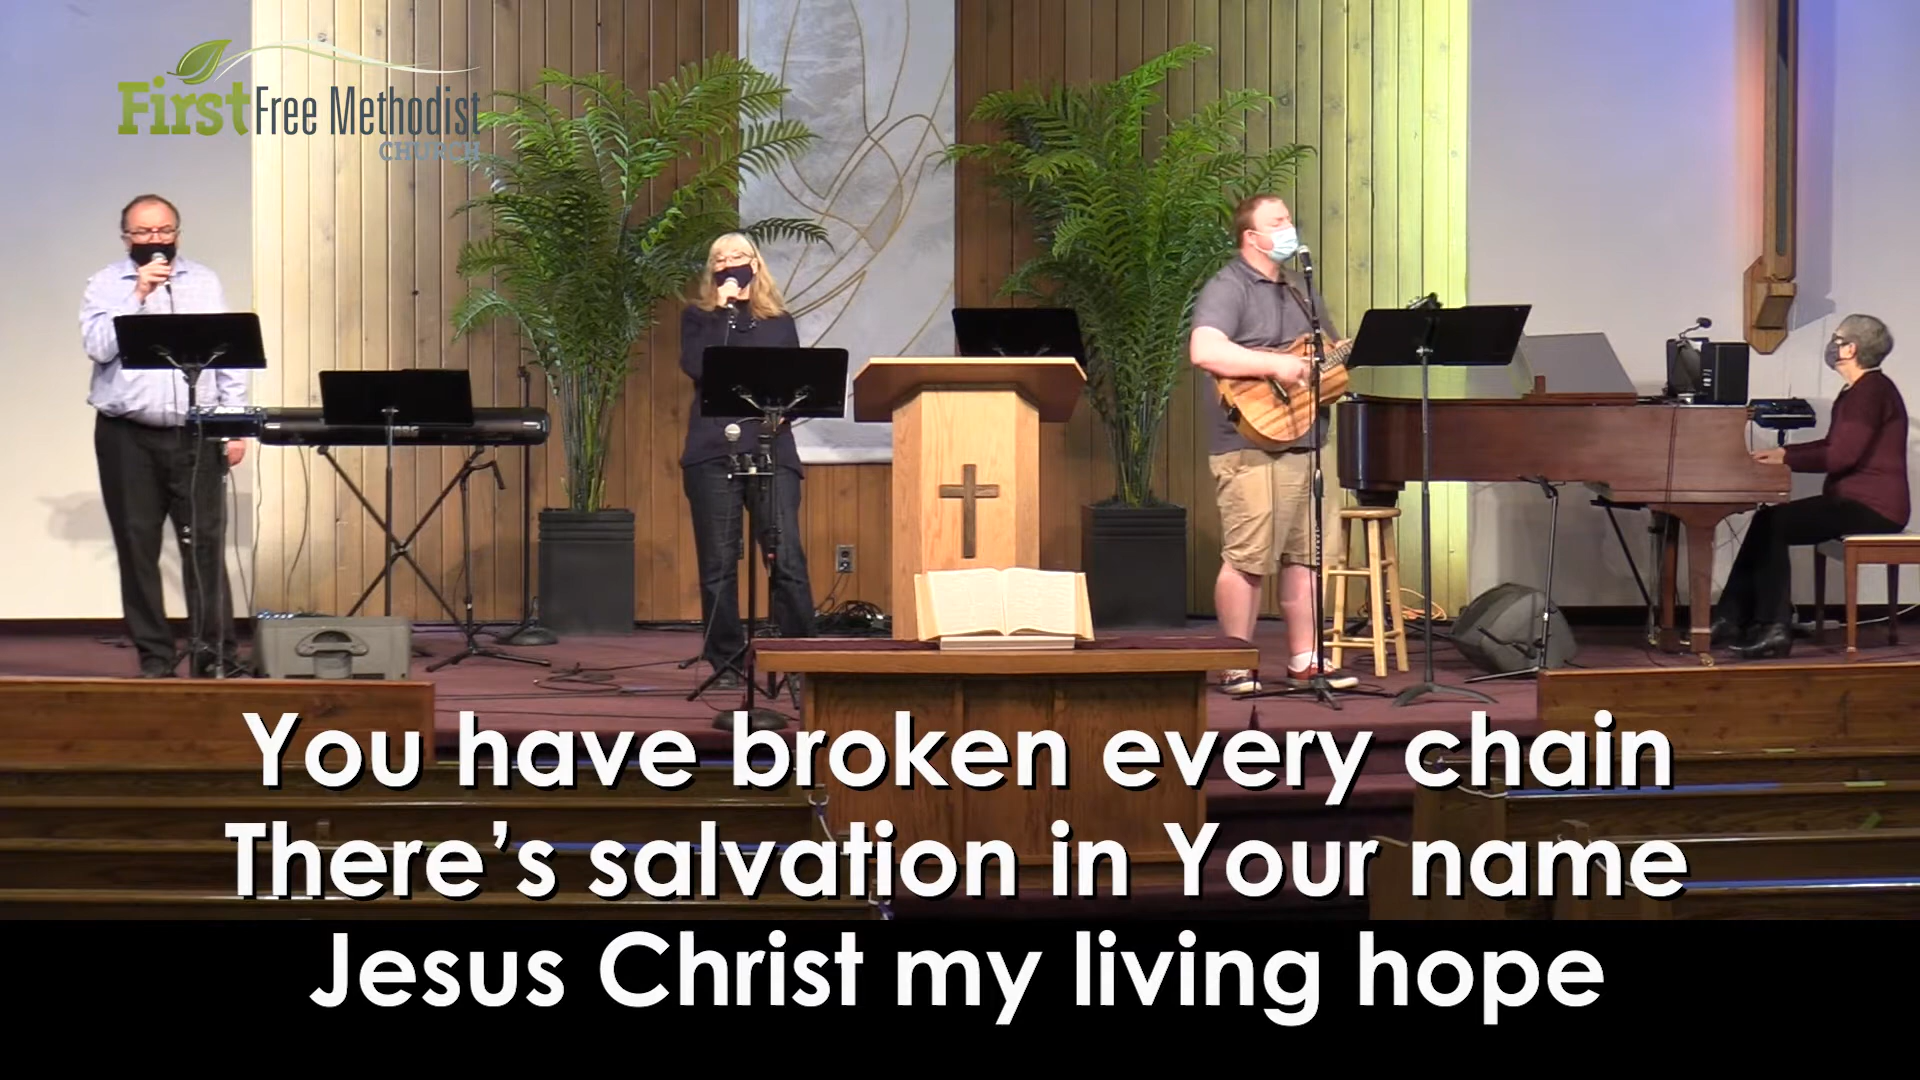 First Free Methodist
CHURCH
KORG
You have broken every chain
There's salvation in Your name
Jesus Christ my living hope